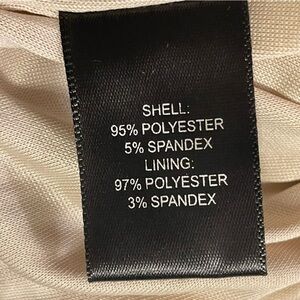 SHELL:
95% POLYESTER
5% SPANDEX
LINING:
97% POLYESTER
3% SPANDEX